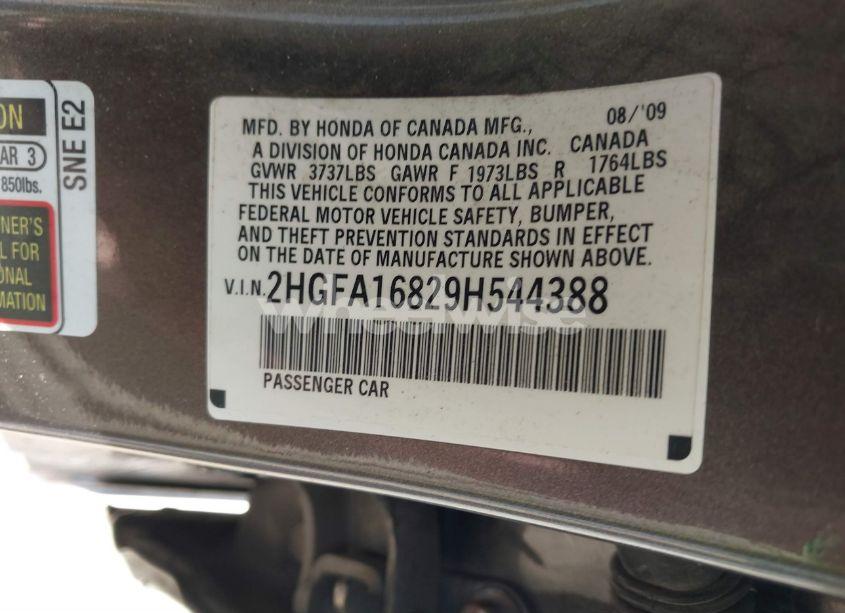 ON
AR 3
850lbs.
NER'S
L FOR
ONAL
MATION
SNE E2
08/'09
MFD. BY HONDA OF CANADA MFG.,
A DIVISION OF HONDA CANADA INC. CANADA
GVWR 3737LBS GAWR F 1973LBS R 1764LBS
THIS VEHICLE CONFORMS TO ALL APPLICABLE
FEDERAL MOTOR VEHICLE SAFETY, BUMPER,
AND THEFT PREVENTION STANDARDS IN EFFECT
ON THE DATE OF MANUFACTURE SHOWN ABOVE.
V.I.N. 2HGFA16829H544388
wheelwise
PASSENGER CAR